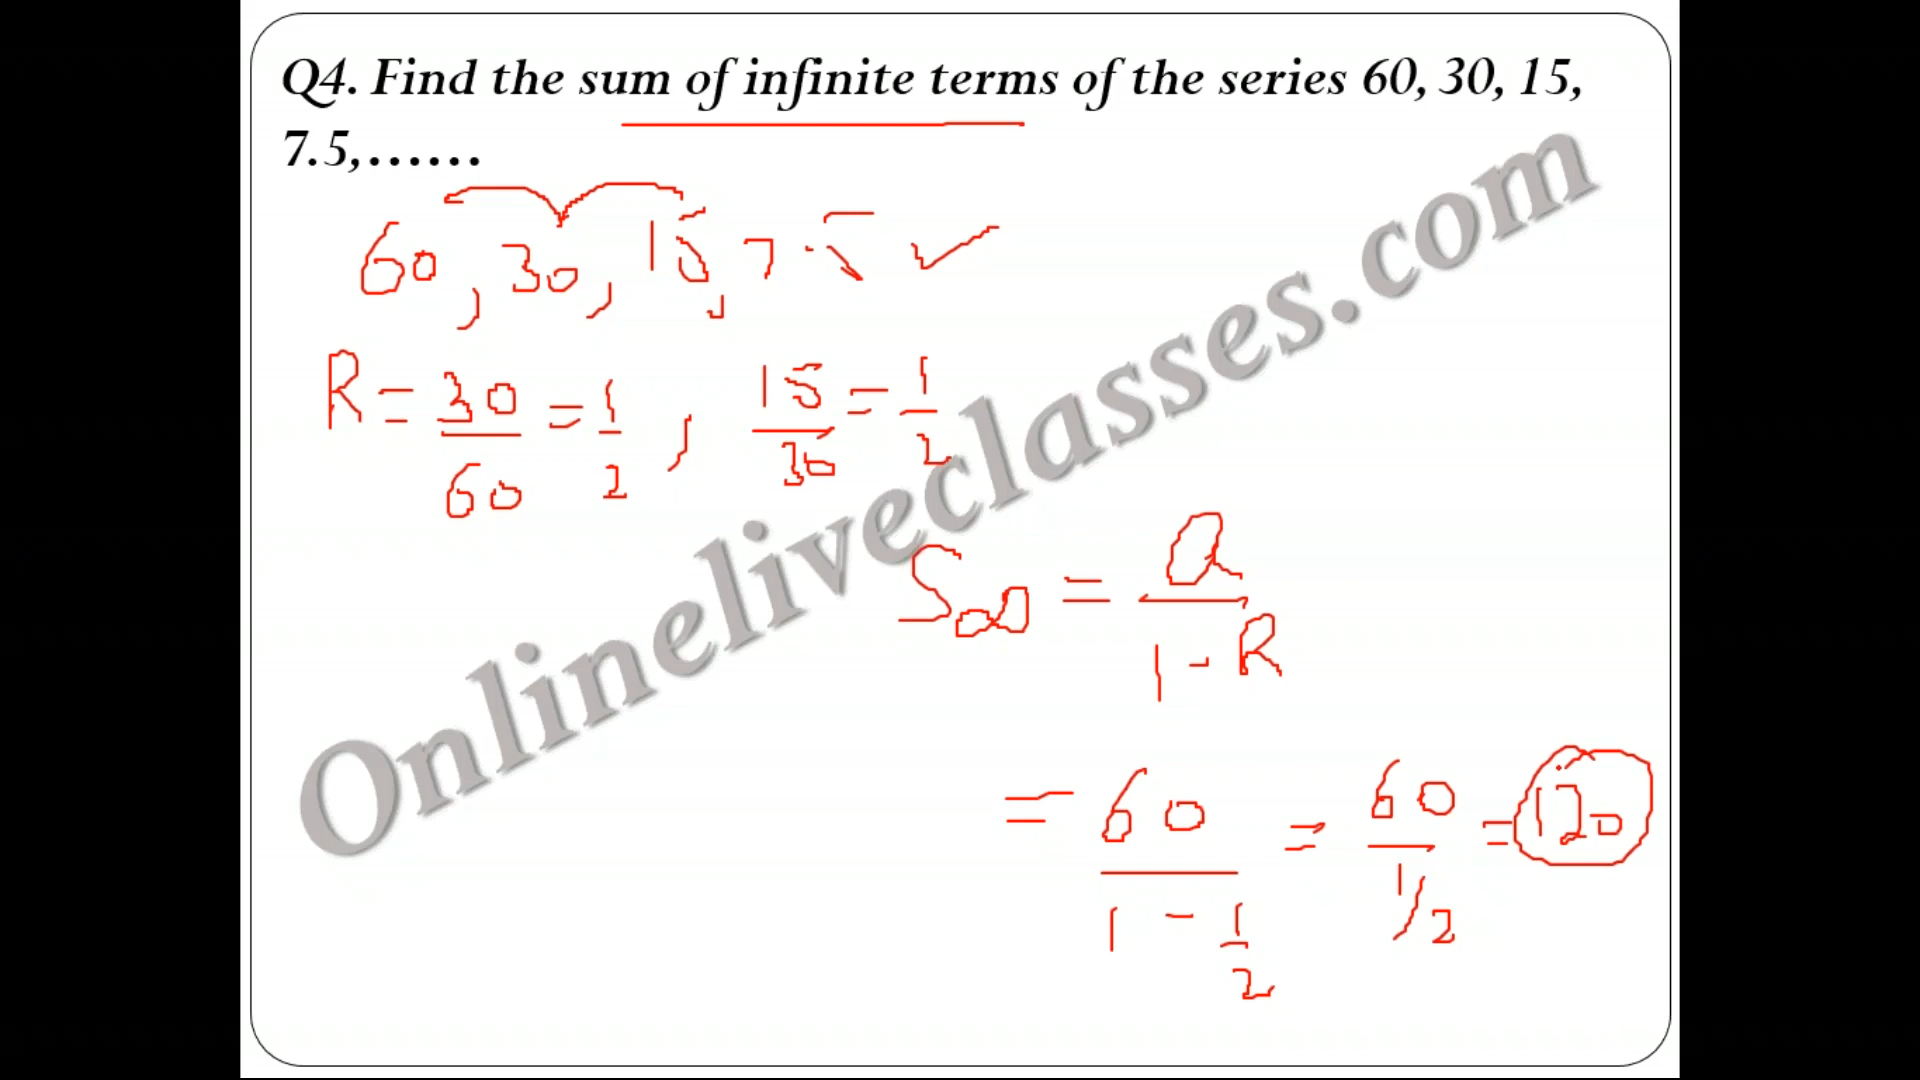 Q4. Find the sum of infinite terms of the series 60, 30, 15,
7.5,......
60, 30, 15, 7.5 ✓
R = 30/60 = 1/2, 15/30 = 1/2
S∞ = a/1-R
= 60/1-1/2 = 60/1/2 = 120
Onlineliveclasses.com